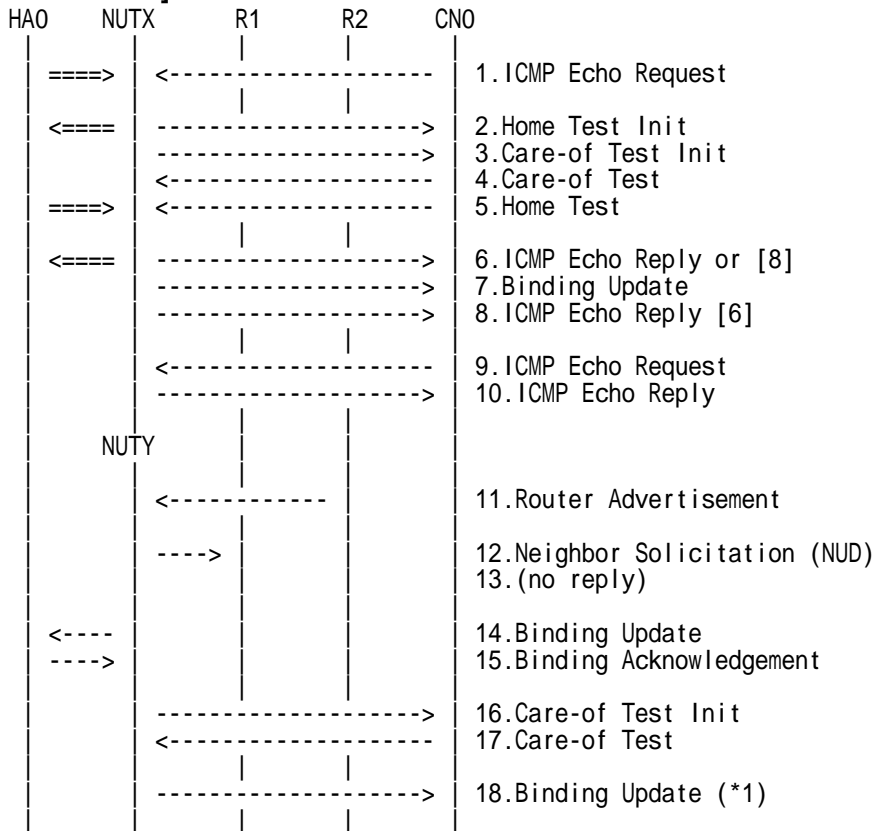 HA0 NUTX R1 R2 CN0
====> <--------------------- 1.ICMP Echo Request
<==== ---------------------> 2.Home Test Init
---------------------> 3.Care-of Test Init
<--------------------- 4.Care-of Test
====> <--------------------- 5.Home Test
<==== ---------------------> 6.ICMP Echo Reply or [8]
---------------------> 7.Binding Update
---------------------> 8.ICMP Echo Reply [6]
<--------------------- 9.ICMP Echo Request
---------------------> 10.ICMP Echo Reply
NUTY
<------------ 11.Router Advertisement
----> 12.Neighbor Solicitation (NUD)
13.(no reply)
<---- 14.Binding Update
----> 15.Binding Acknowledgement
---------------------> 16.Care-of Test Init
<--------------------- 17.Care-of Test
---------------------> 18.Binding Update (*1)